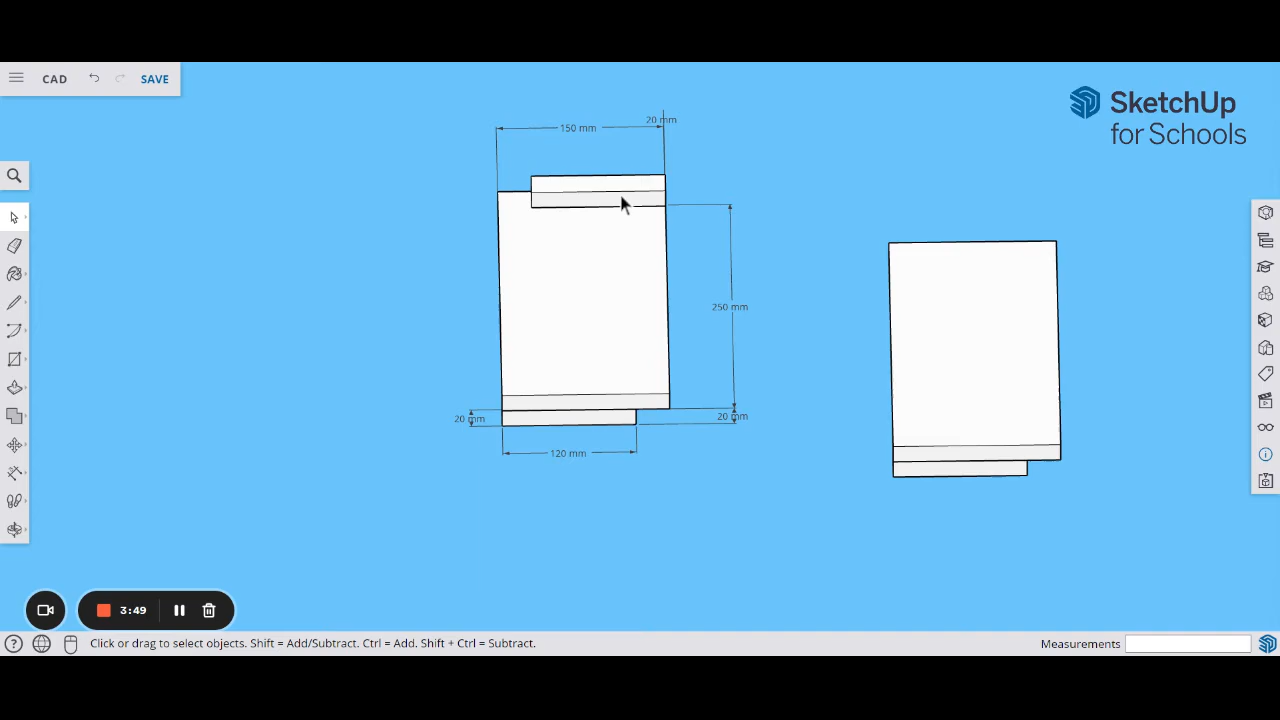 CAD
SAVE
SketchUp
for Schools
20 mm
150 mm
250 mm
20 mm
20 mm
120 mm
3:49
Click or drag to select objects. Shift = Add/Subtract. Ctrl = Add. Shift + Ctrl = Subtract.
Measurements